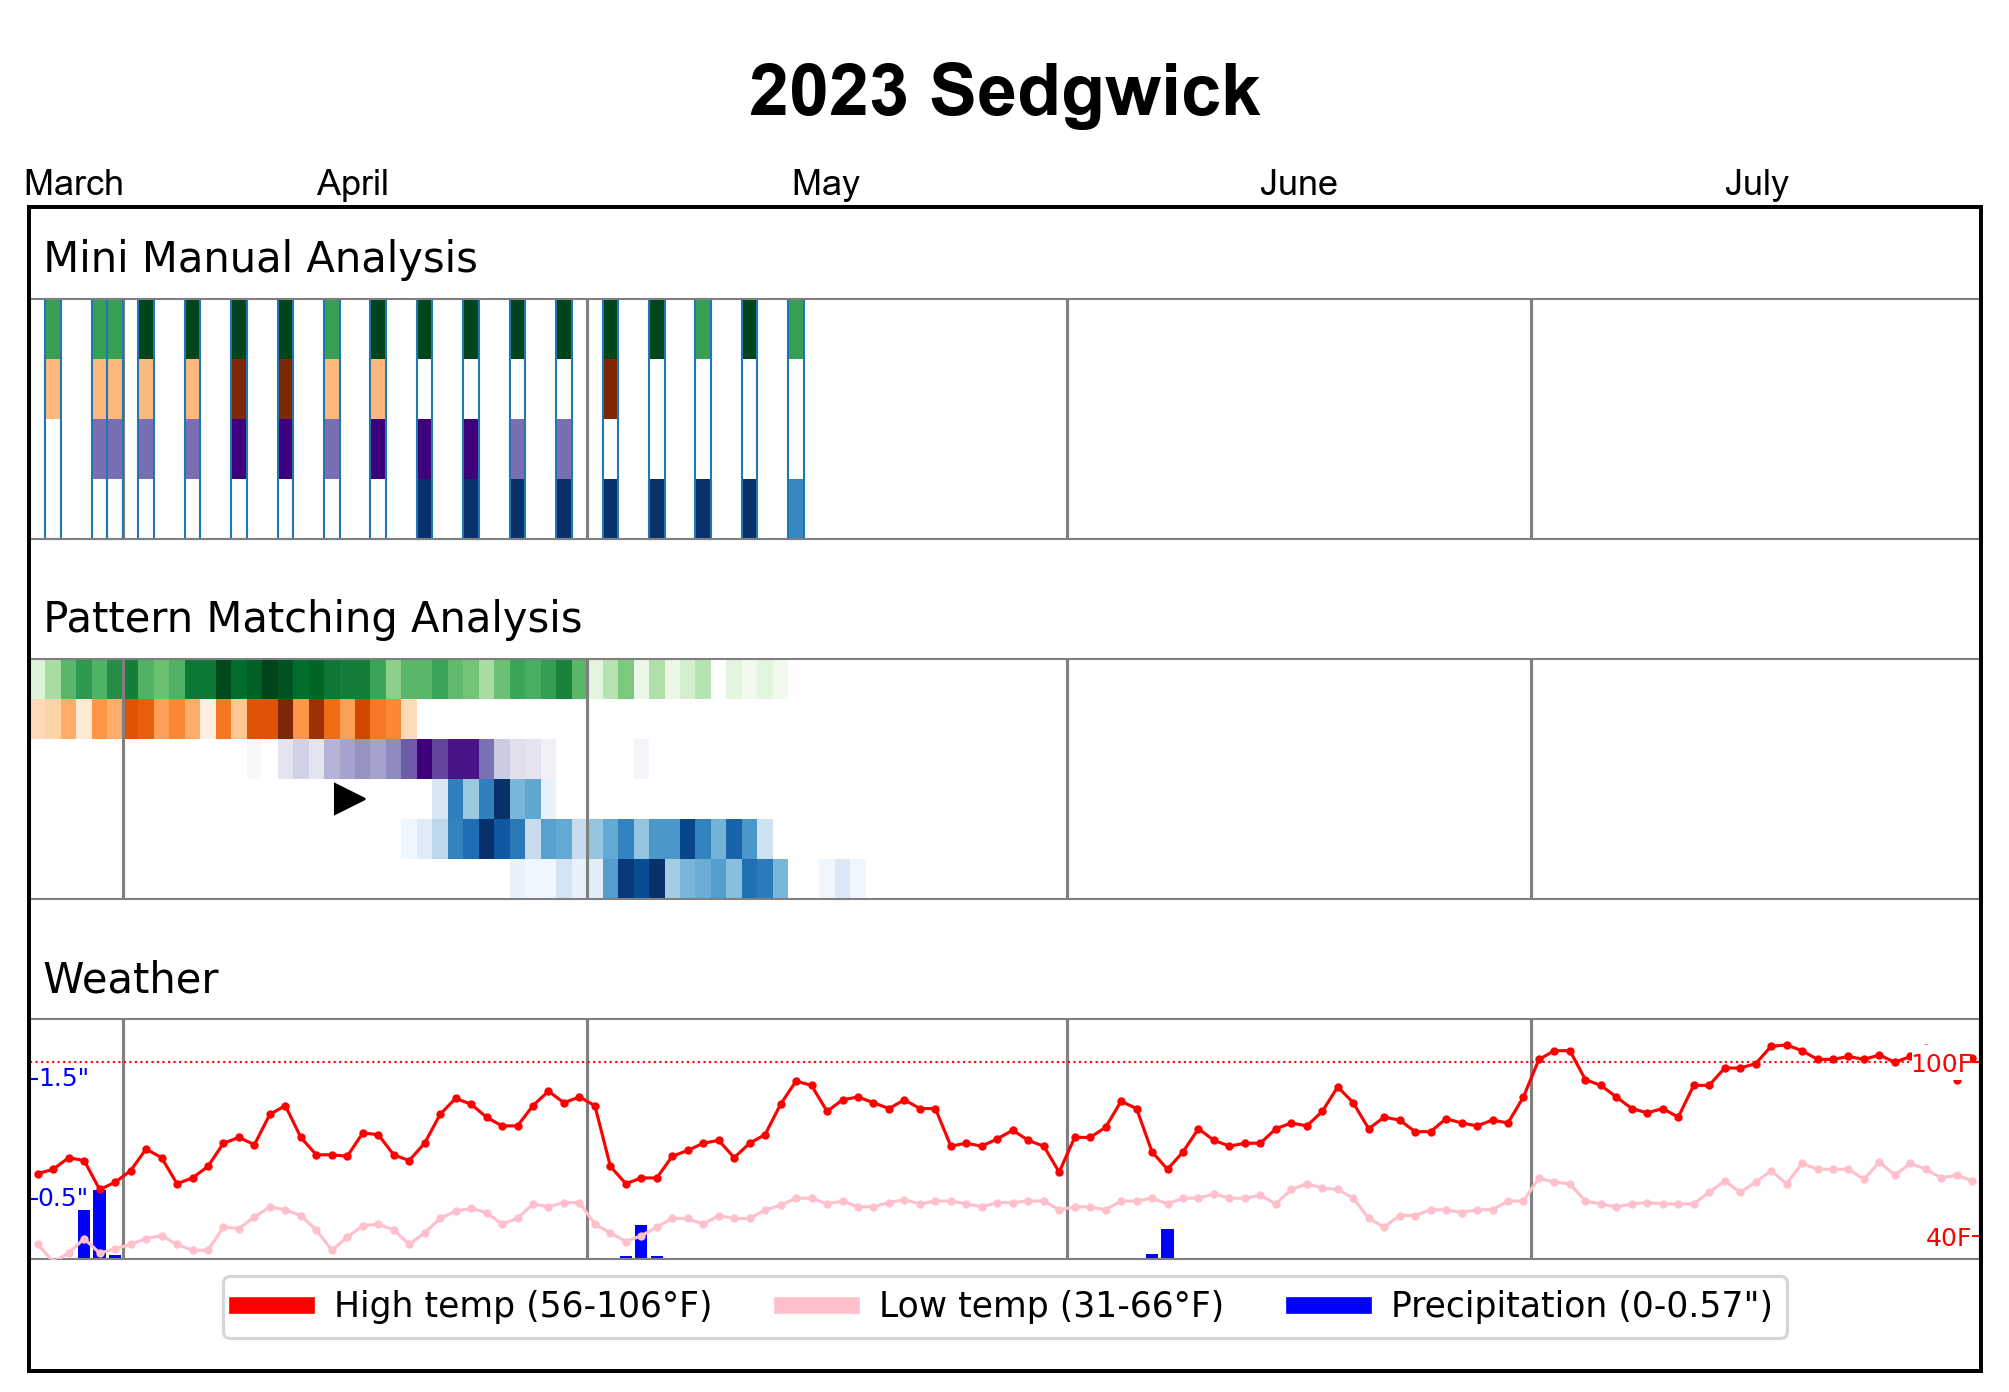 2023 Sedgwick
March April May June July
Mini Manual Analysis
Pattern Matching Analysis
Weather
100F
1.5"
0.5"
40F
High temp (56-106°F) Low temp (31-66°F) Precipitation (0-0.57")